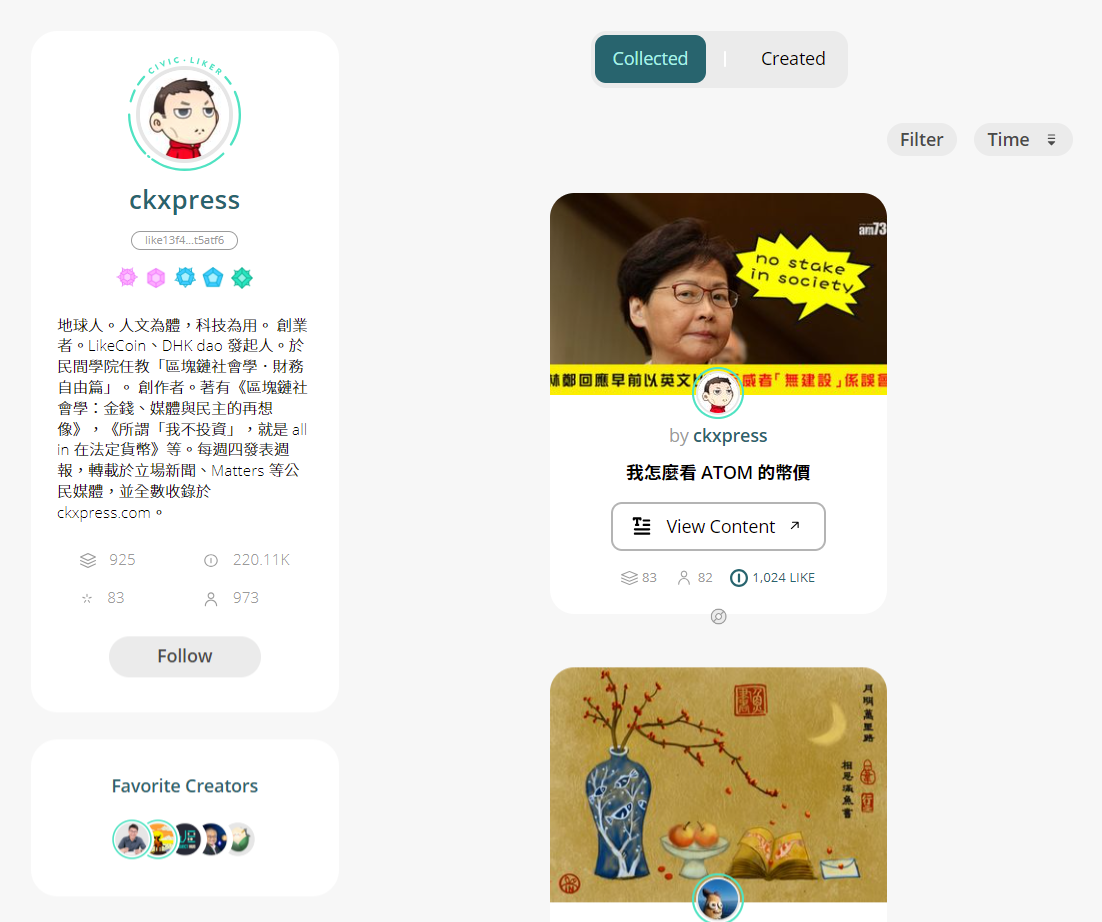 CIVIC·LIKER
ckxpress
like13f4...t5atf6
地球人。人文為體，科技為用。 創業
者。LikeCoin、DHK dao 發起人。於
民間學院任教「區塊鏈社會學．財務
自由篇」。 創作者。著有《區塊鏈社
會學：金錢、媒體與民主的再想
像》，《所謂「我不投資」，就是 all
in 在法定貨幣》等。每週四發表週
報，轉載於立場新聞、Matters 等公
民媒體，並全數收錄於
ckxpress.com。
925
220.11K
83
973
Follow
Favorite Creators
Collected
Created
Filter
Time
am73
no stake
in society
林鄭回應早前以英文
威者「無建設」係誤
by ckxpress
我怎麼看 ATOM 的幣價
View Content
83
82
1,024 LIKE
月明萬里路
相思滿魚書